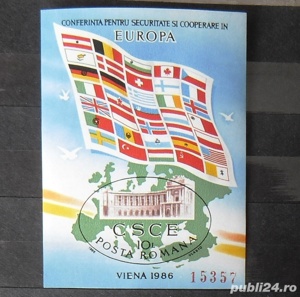 CONFERINTA PENTRU SECURITATE SI COOPERARE IN
EUROPA
CSCE
10L
POSTA ROMANA
VIENA 1986
15357
publi24.ro